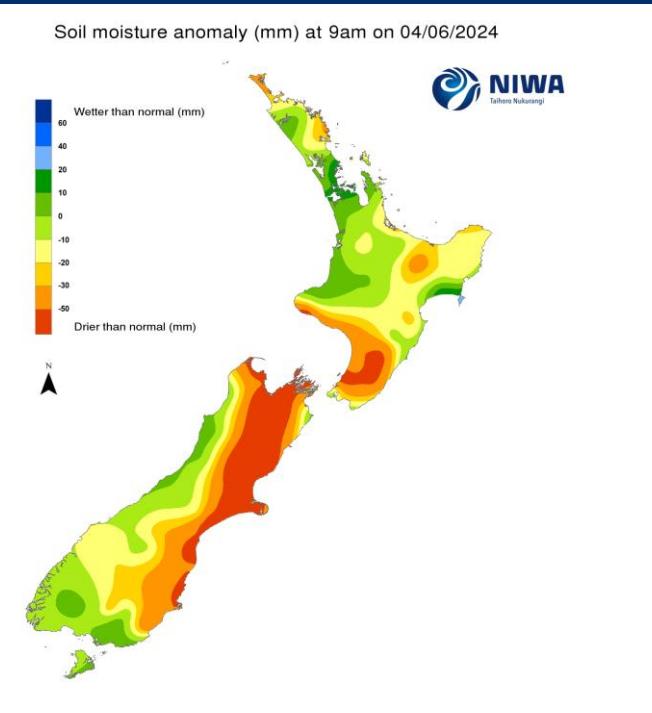 Soil moisture anomaly (mm) at 9am on 04/06/2024
NIWA
Taihoro Nukurangi
Wetter than normal (mm)
60
40
20
10
0
-10
-20
-30
-50
Drier than normal (mm)
N